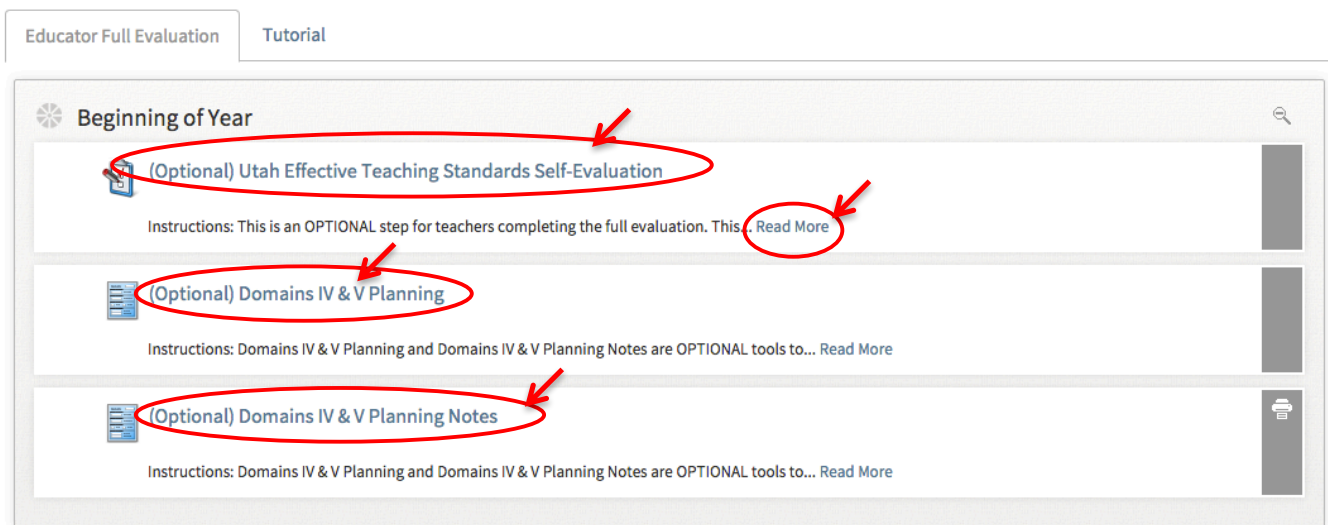 Educator Full Evaluation Tutorial
Beginning of Year
(Optional) Utah Effective Teaching Standards Self-Evaluation
Instructions: This is an OPTIONAL step for teachers completing the full evaluation. This... Read More
(Optional) Domains IV & V Planning
Instructions: Domains IV & V Planning and Domains IV & V Planning Notes are OPTIONAL tools to... Read More
(Optional) Domains IV & V Planning Notes
Instructions: Domains IV & V Planning and Domains IV & V Planning Notes are OPTIONAL tools to... Read More